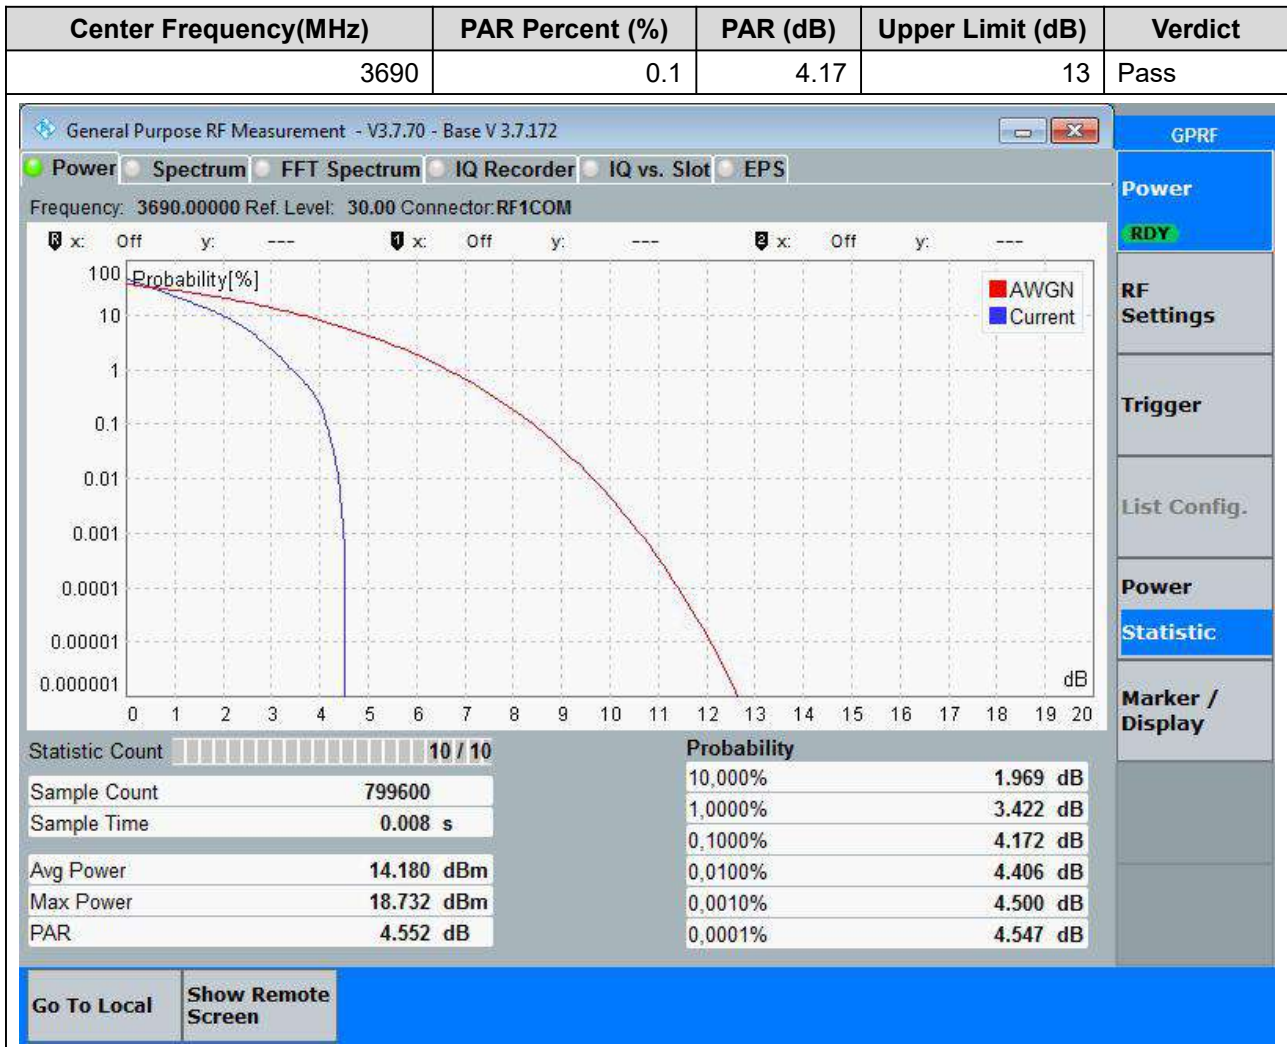 Center Frequency(MHz) PAR Percent (%) PAR (dB) Upper Limit (dB) Verdict
3690 0.1 4.17 13 Pass
General Purpose RF Measurement - V3.7.70 - Base V 3.7.172
GPRF
Power Spectrum FFT Spectrum IQ Recorder IQ vs. Slot EPS
Frequency: 3690.00000 Ref. Level: 30.00 Connector:RF1COM
Power
RDY
R x: Off y: --- 1 x: Off y: --- 2 x: Off y: ---
Probability[%]
AWGN
Current
100
10
1
0.1
0.01
0.001
0.0001
0.00001
0.000001
dB
0 1 2 3 4 5 6 7 8 9 10 11 12 13 14 15 16 17 18 19 20
RF
Settings
Trigger
List Config.
Power
Statistic
Marker /
Display
Statistic Count 10 / 10
Sample Count 799600
Sample Time 0.008 s
Avg Power 14.180 dBm
Max Power 18.732 dBm
PAR 4.552 dB
Probability
10,000% 1.969 dB
1,0000% 3.422 dB
0,1000% 4.172 dB
0,0100% 4.406 dB
0,0010% 4.500 dB
0,0001% 4.547 dB
Go To Local
Show Remote
Screen